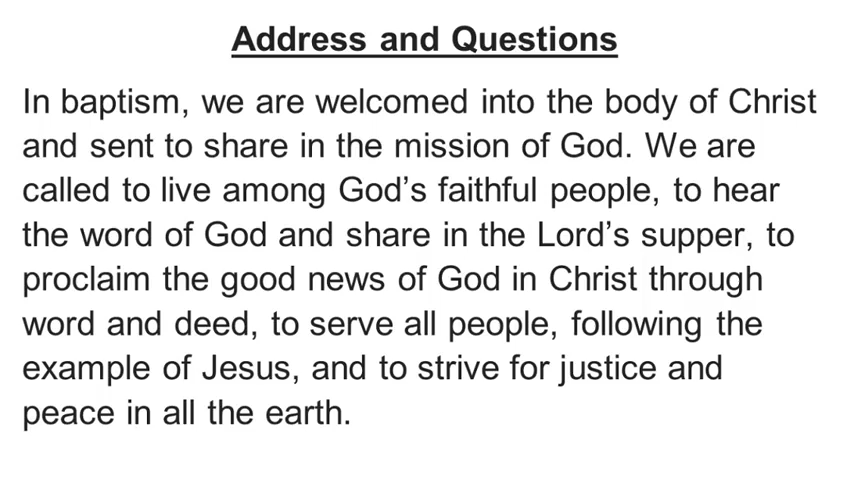 Address and Questions
In baptism, we are welcomed into the body of Christ
and sent to share in the mission of God. We are
called to live among God’s faithful people, to hear
the word of God and share in the Lord’s supper, to
proclaim the good news of God in Christ through
word and deed, to serve all people, following the
example of Jesus, and to strive for justice and
peace in all the earth.